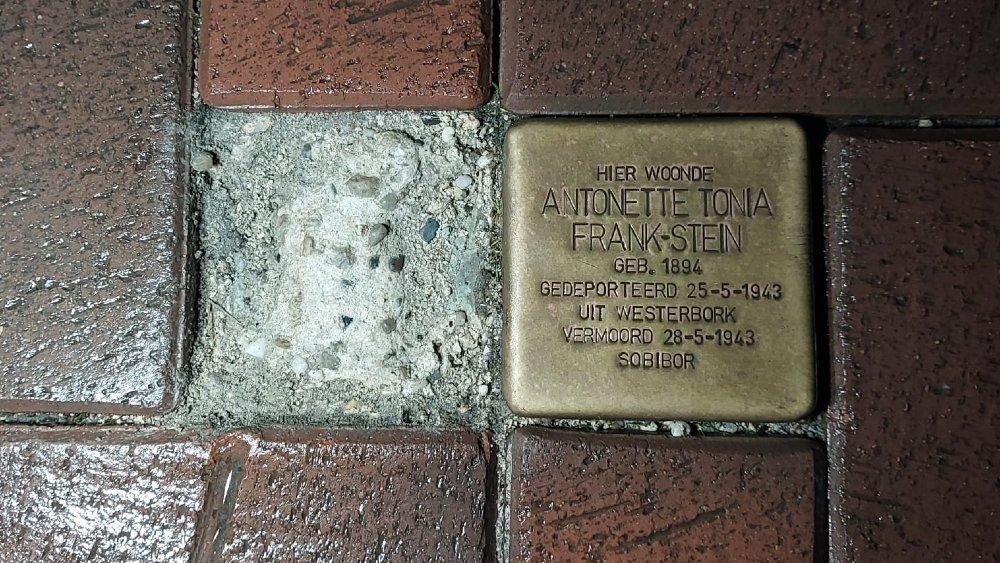 HIER WOONDE
ANTONETTE TONIA
FRANK-STEIN
GEB. 1894
GEDEPORTEERD 25-5-1943
UIT WESTERBORK
VERMOORD 28-5-1943
SOBIBOR